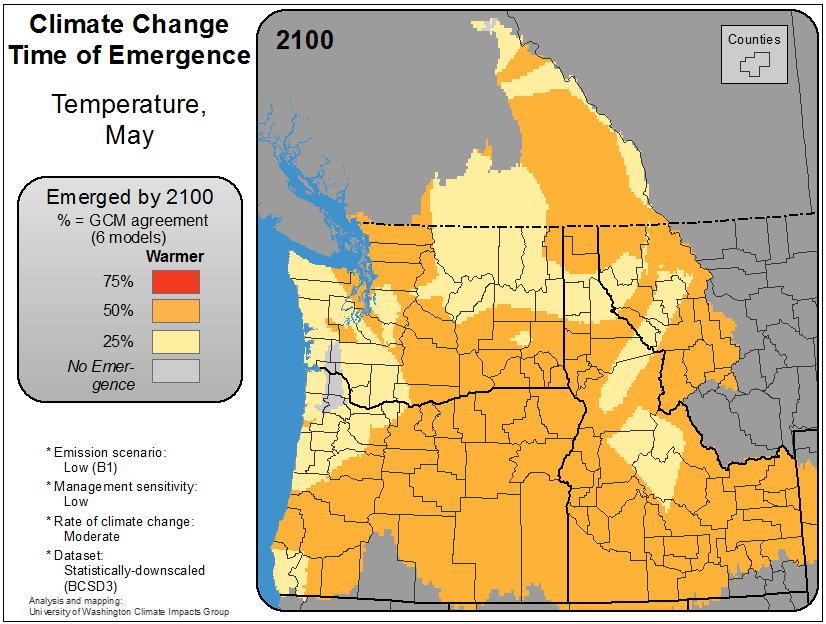 Climate Change
Time of Emergence
Temperature,
May
Emerged by 2100
% = GCM agreement
(6 models)
Warmer
75%
50%
25%
No Emer-
gence
* Emission scenario:
Low (B1)
* Management sensitivity:
Low
* Rate of climate change:
Moderate
* Dataset:
Statistically-downscaled
(BCSD3)
Analysis and mapping:
University of Washington Climate Impacts Group
2100
Counties